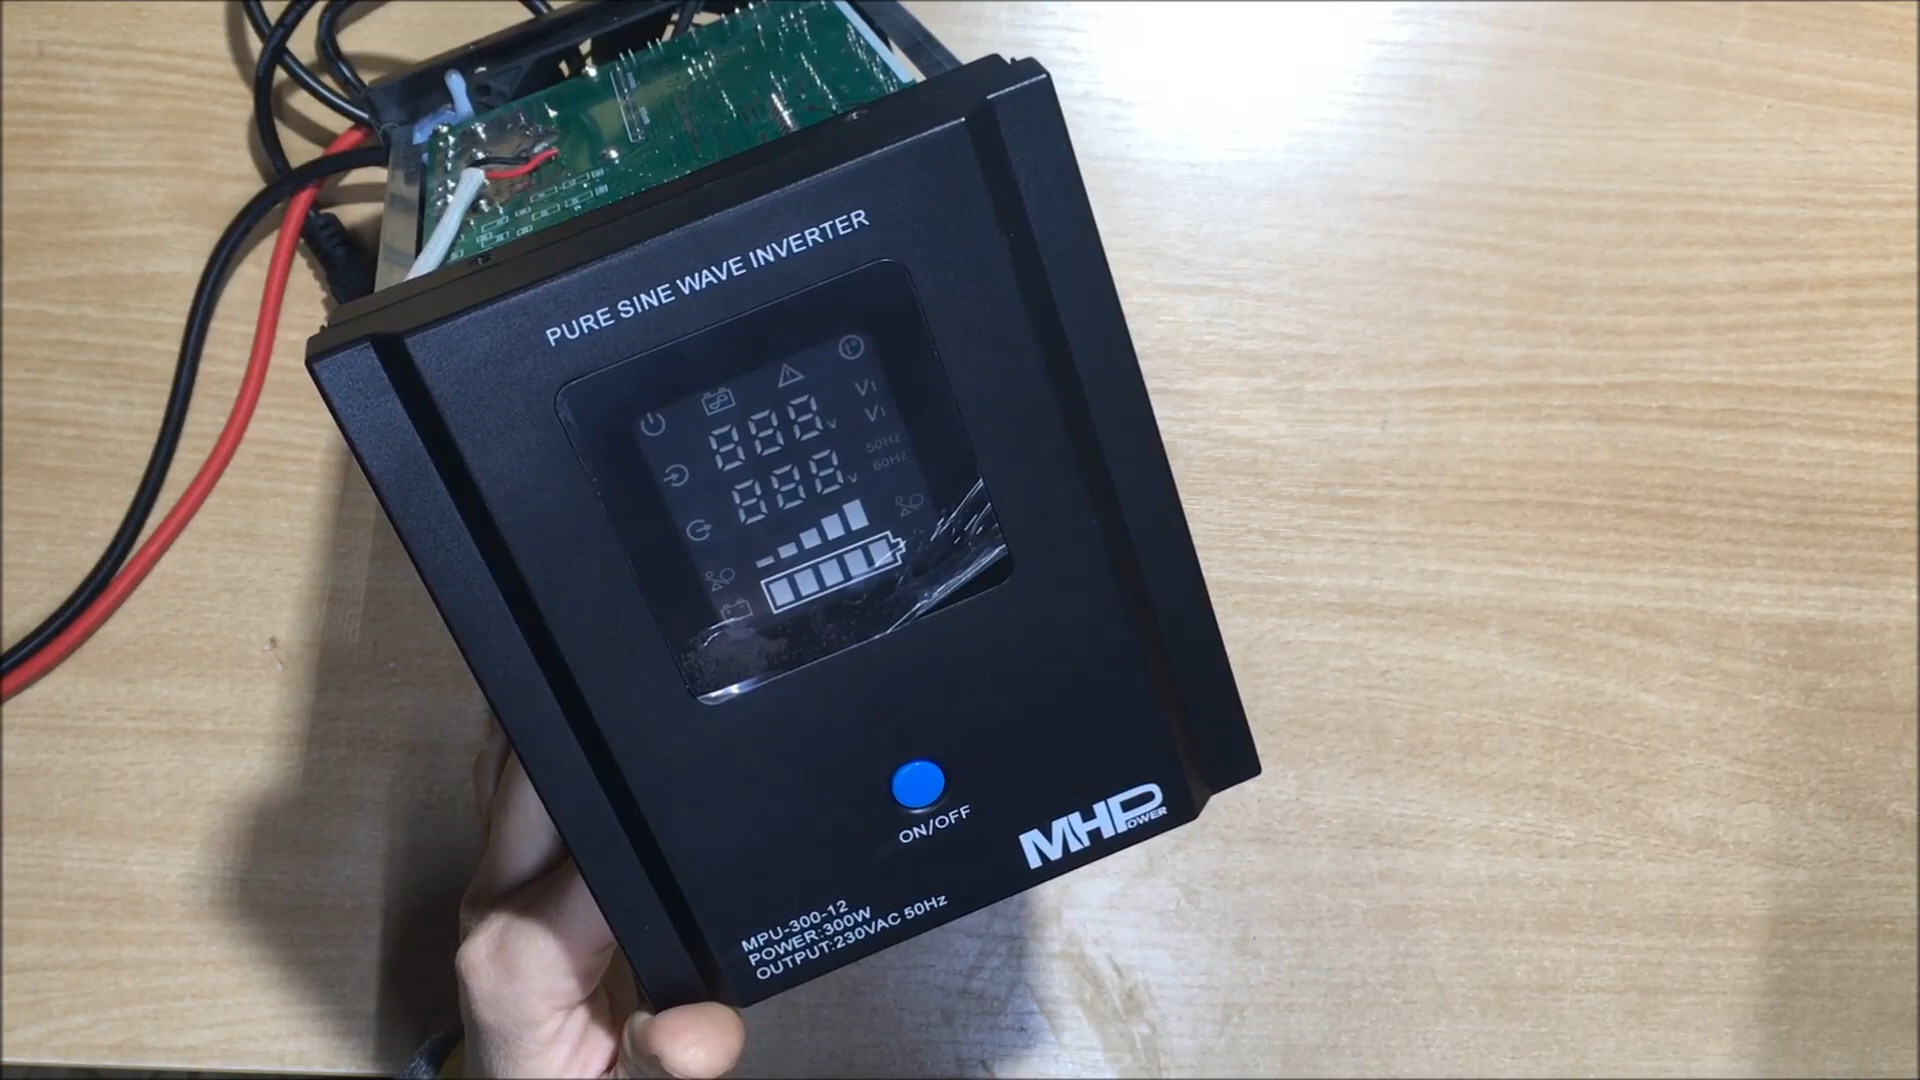 PURE SINE WAVE INVERTER
888V
50Hz
60Hz
888V
ON/OFF
MHPOWER
MPU-300-12
POWER:300W
OUTPUT:230VAC 50Hz